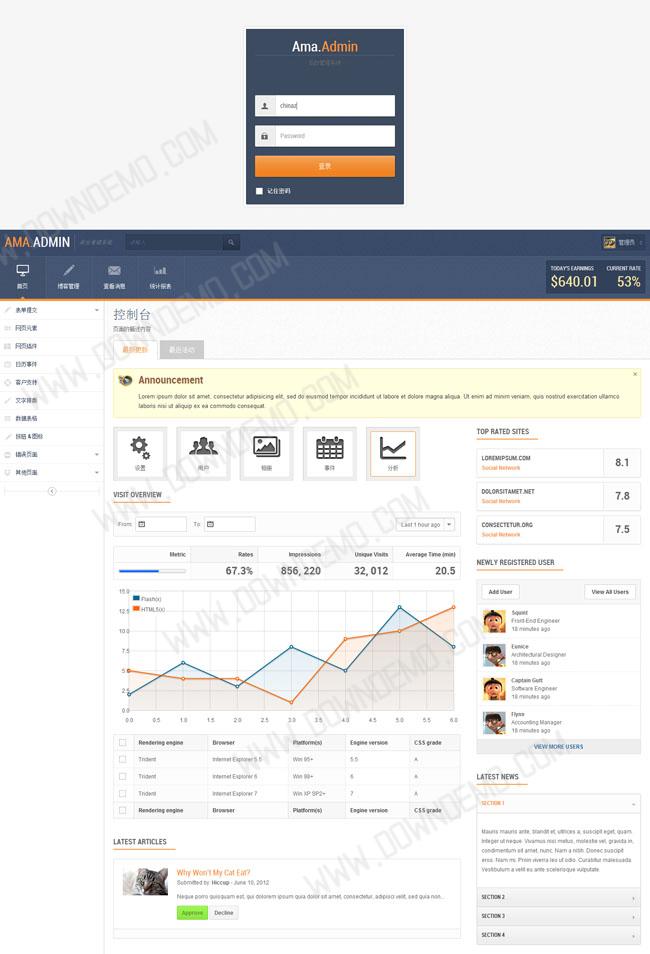 Ama.Admin
chinaz
Password
登录
记住密码
AMA.ADMIN
管理员
首页
博客管理
查看消息
统计报表
TODAY'S EARNINGS
$640.01
CURRENT RATE
53%
表单提交
网页元素
网页插件
日历事件
客户支持
文字排版
数据表格
按钮 & 图标
错误页面
其他页面
控制台
页面的描述内容
最新更新
最近活动
Announcement
Lorem ipsum dolor sit amet, consectetur adipisicing elit, sed do eiusmod tempor incididunt ut labore et dolore magna aliqua. Ut enim ad minim veniam, quis nostrud exercitation ullamco
laboris nisi ut aliquip ex ea commodo consequat.
设置
用户
相册
事件
分析
VISIT OVERVIEW
From:
To:
Last 1 hour ago
Metric Rates Impressions Unique Visits Average Time (min)
67.3% 856,220 32,012 20.5
Flash(x)
HTML5(x)
15.0
12.5
10.0
7.5
5.0
2.5
0.0
0.0 0.5 1.0 1.5 2.0 2.5 3.0 3.5 4.0 4.5 5.0 5.5 6.0
Rendering engine Browser Platform(s) Engine version CSS grade
Trident Internet Explorer 5.5 Win 95+ 5.5 A
Trident Internet Explorer 6 Win 98+ 6 A
Trident Internet Explorer 7 Win XP SP2+ 7 A
Rendering engine Browser Platform(s) Engine version CSS grade
LATEST ARTICLES
Why Won't My Cat Eat?
Submitted by: Hiccup - June 10, 2012
Neque porro quisquam est, qui dolorem ipsum quia dolor sit amet, consectetur, adipisci velit, sed quia non...
Approve
Decline
TOP RATED SITES
LOREMIPSUM.COM
Social Network
8.1
DOLORSITAMET.NET
Social Network
7.8
CONSECTETUR.ORG
Social Network
7.5
NEWLY REGISTERED USER
Add User
View All Users
Squint
Front-End Engineer
18 minutes ago
Eunice
Architectural Designer
18 minutes ago
Captain Gutt
Software Engineer
18 minutes ago
Flynn
Accounting Manager
18 minutes ago
VIEW MORE USERS
LATEST NEWS
SECTION 1
Mauris mauris ante, blandit et, ultrices a, suscipit eget, quam.
Integer ut neque. Vivamus nisi metus, molestie vel, gravida in,
condimentum sit amet, nunc. Nam a nibh. Donec suscipit
eros. Nam mi. Proin viverra leo ut odio. Curabitur malesuada.
Vestibulum a velit eu ante scelerisque vulputate.
SECTION 2
SECTION 3
SECTION 4
WWW.DOWNDEMO.COM